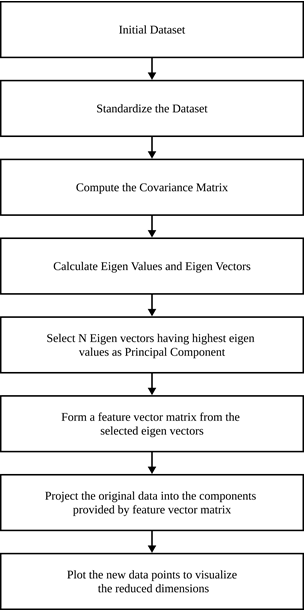 Initial Dataset
Standardize the Dataset
Compute the Covariance Matrix
Calculate Eigen Values and Eigen Vectors
Select N Eigen vectors having highest eigen
values as Principal Component
Form a feature vector matrix from the
selected eigen vectors
Project the original data into the components
provided by feature vector matrix
Plot the new data points to visualize
the reduced dimensions